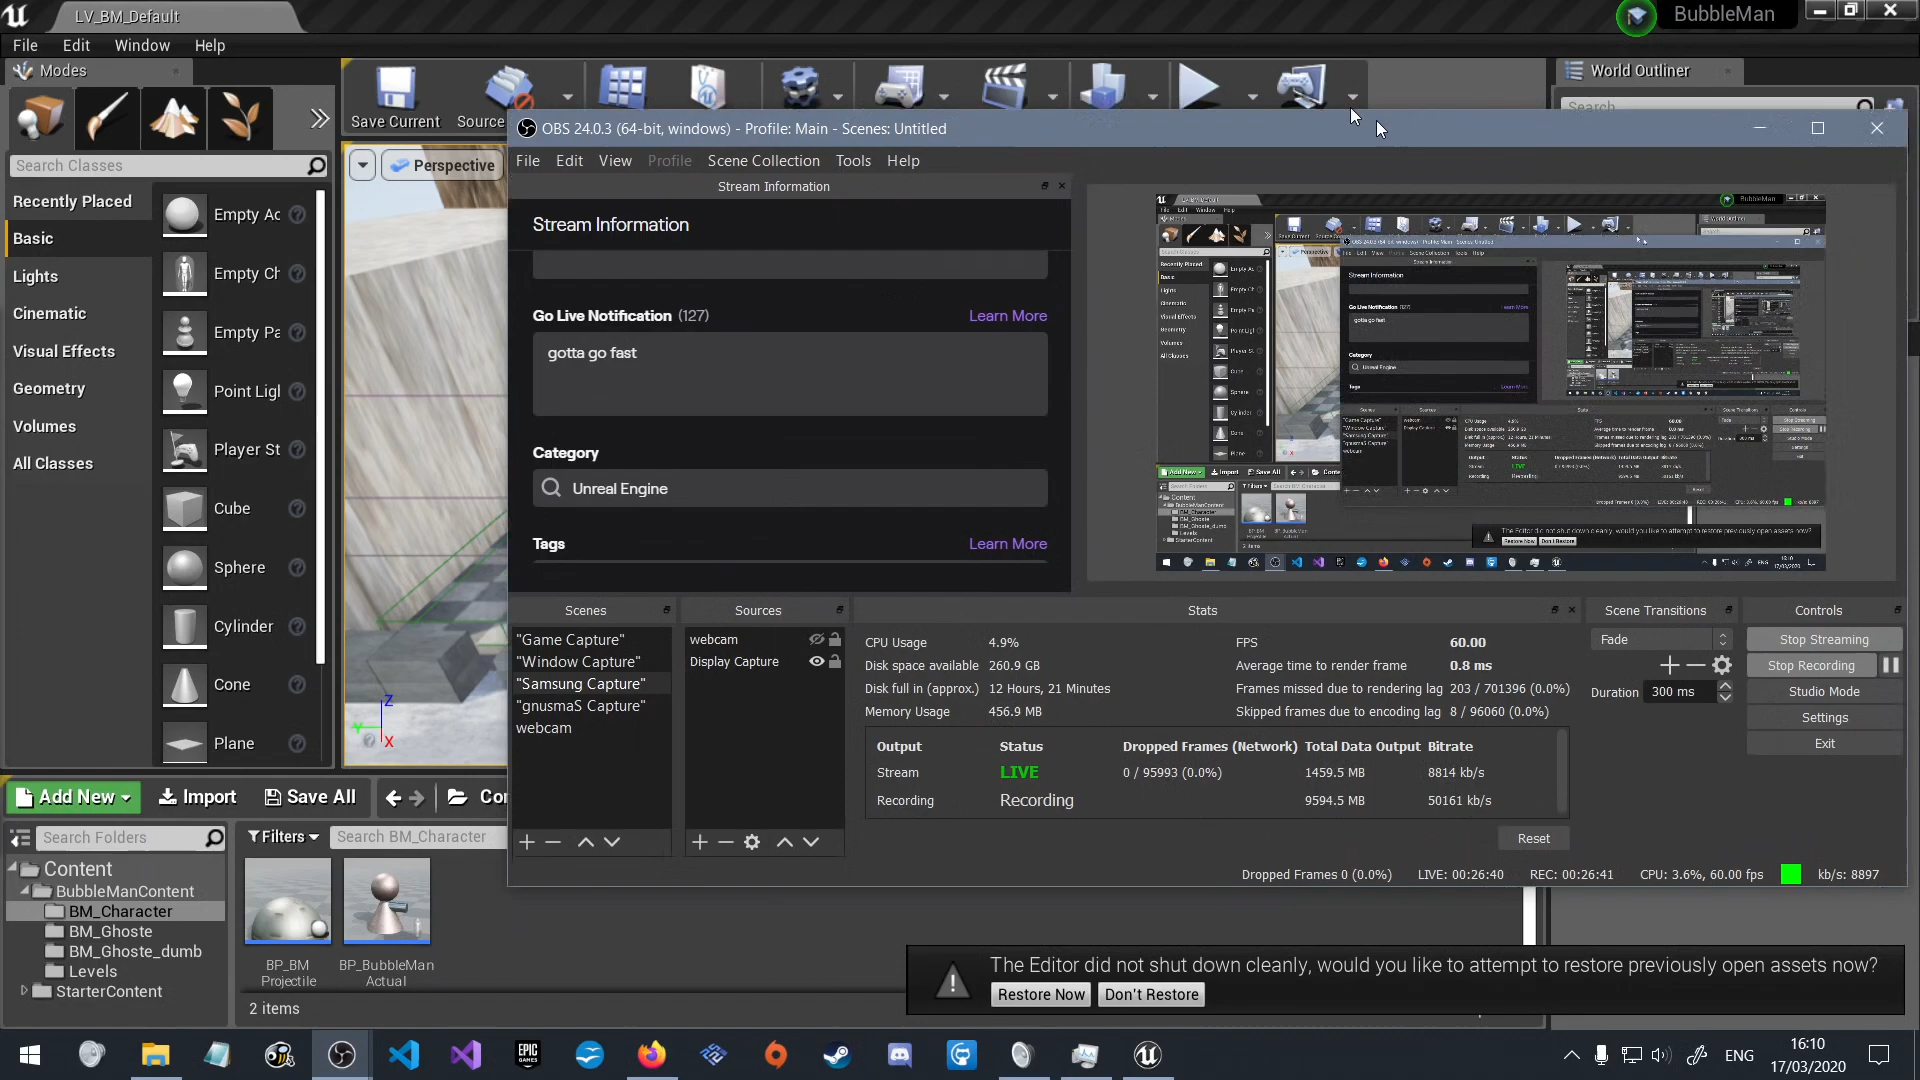 LV_BM_Default
BubbleMan
File Edit Window Help
Modes
World Outliner
Save Current
Source
Search
Search Classes
Perspective
Recently Placed
Basic
Lights
Cinematic
Visual Effects
Geometry
Volumes
All Classes
Empty Ac
Empty Ch
Empty Pa
Point Ligl
Player St
Cube
Sphere
Cylinder
Cone
Plane
Z
Y
X
OBS 24.0.3 (64-bit, windows) - Profile: Main - Scenes: Untitled
File Edit View Profile Scene Collection Tools Help
Stream Information
Stream Information
Go Live Notification (127) Learn More
gotta go fast
Category
Unreal Engine
Tags Learn More
Scenes
"Game Capture"
"Window Capture"
"Samsung Capture"
"gnusmaS Capture"
webcam
Sources
webcam
Display Capture
Stats
CPU Usage 4.9% FPS 60.00
Disk space available 260.9 GB Average time to render frame 0.8 ms
Disk full in (approx.) 12 Hours, 21 Minutes Frames missed due to rendering lag 203 / 701396 (0.0%)
Memory Usage 456.9 MB Skipped frames due to encoding lag 8 / 96060 (0.0%)
Output Status Dropped Frames (Network) Total Data Output Bitrate
Stream LIVE 0 / 95993 (0.0%) 1459.5 MB 8814 kb/s
Recording Recording 9594.5 MB 50161 kb/s
Reset
Scene Transitions
Fade
Duration 300 ms
Controls
Stop Streaming
Stop Recording
Studio Mode
Settings
Exit
Dropped Frames 0 (0.0%) LIVE: 00:26:40 REC: 00:26:41 CPU: 3.6%, 60.00 fps kb/s: 8897
Add New Import Save All Con
Search Folders
Filters Search BM_Character
Content
BubbleManContent
BM_Character
BM_Ghoste
BM_Ghoste_dumb
Levels
StarterContent
BP_BM
Projectile
BP_BubbleMan
Actual
2 items
The Editor did not shut down cleanly, would you like to attempt to restore previously open assets now?
Restore Now Don't Restore
EPIC
GAMES
ENG
16:10
17/03/2020